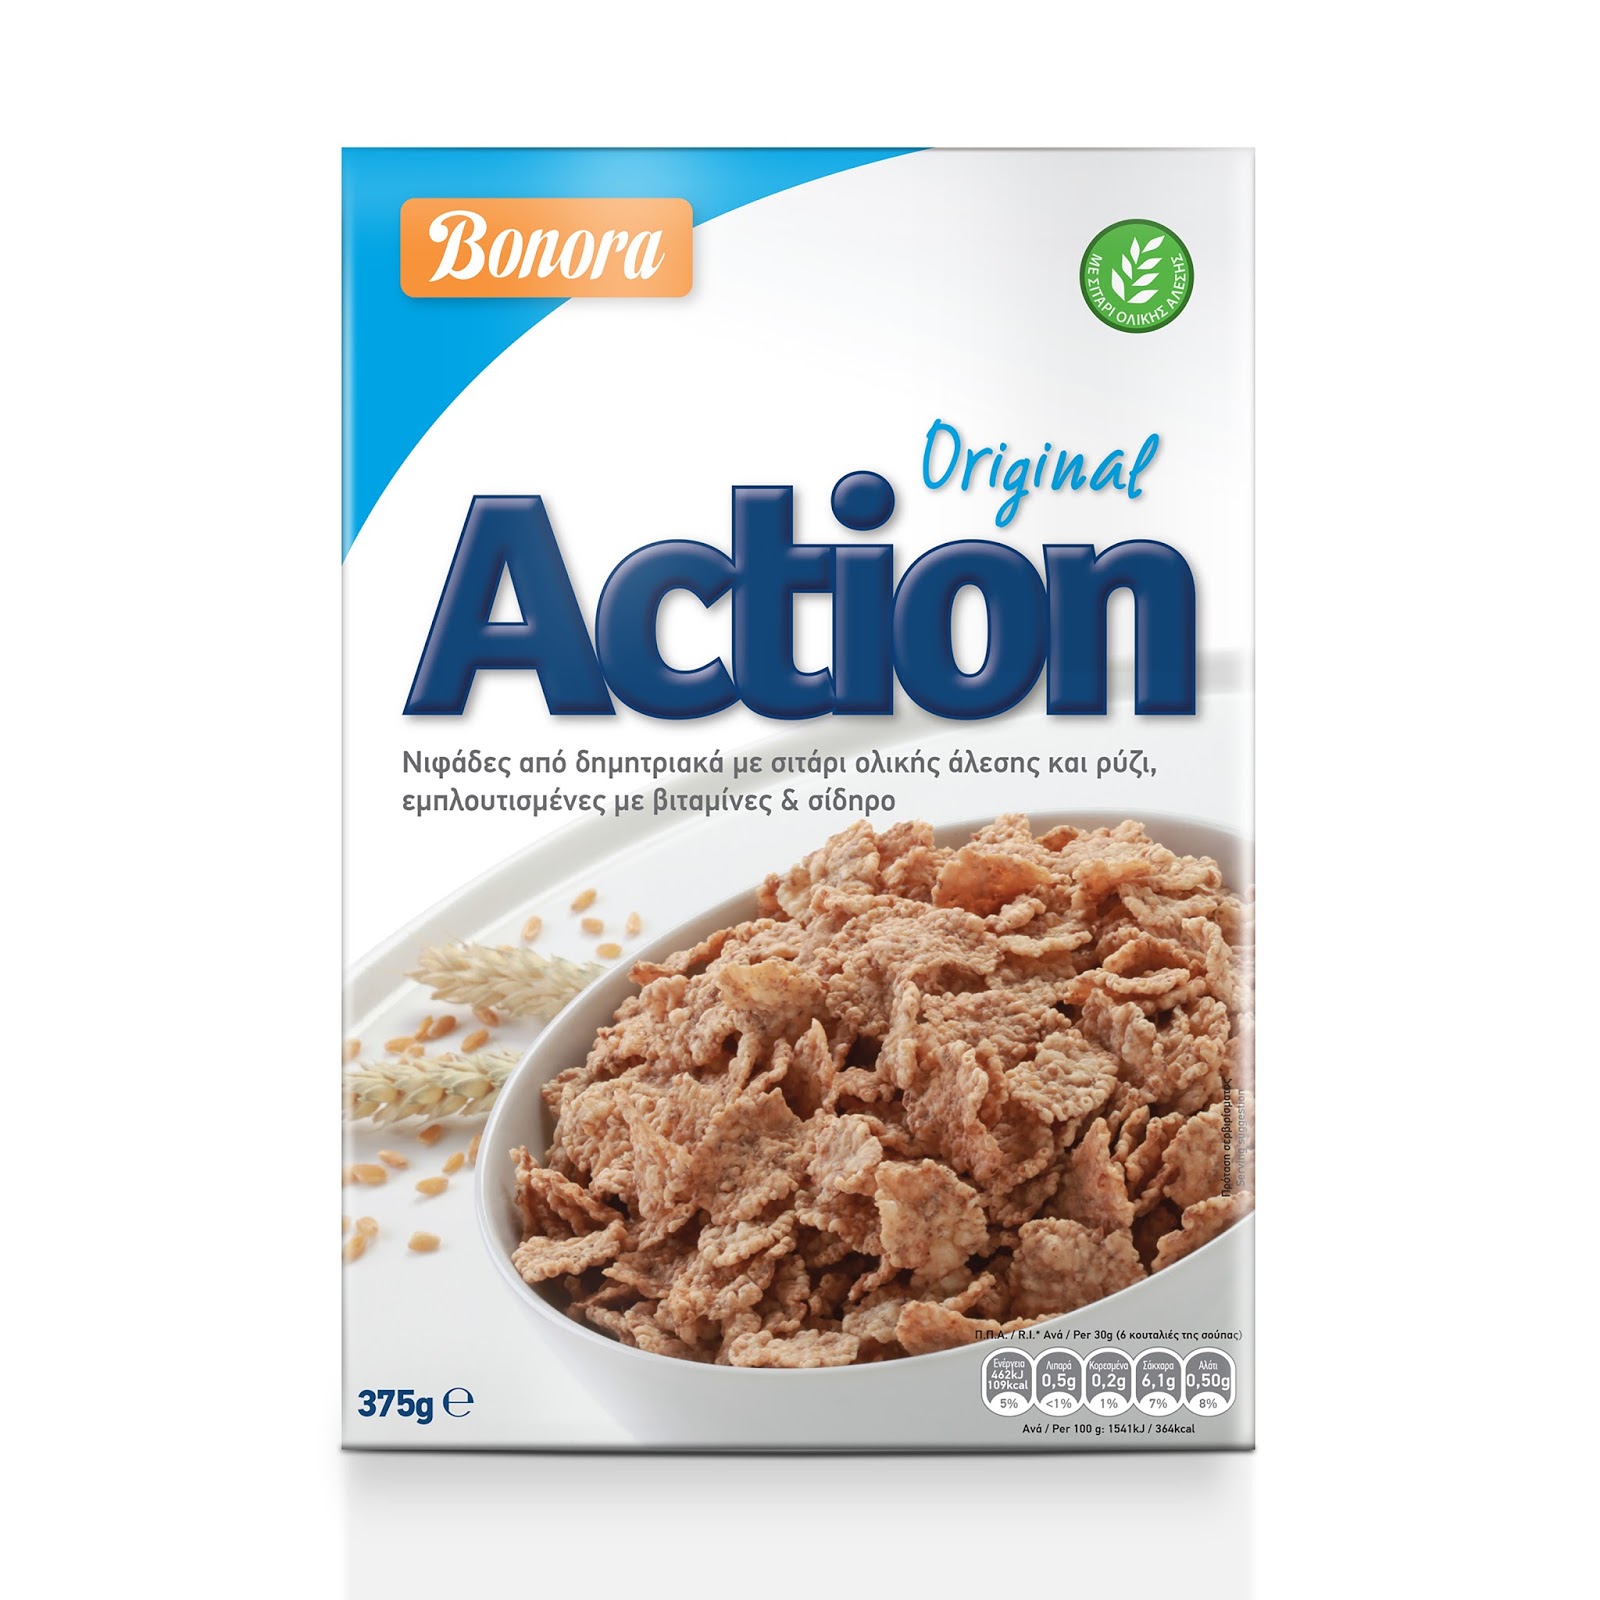 Bonora
ΜΕ ΣΙΤΑΡΙ ΟΛΙΚΗΣ ΑΛΕΣΗΣ
Original
Action
Νιφάδες από δημητριακά με σιτάρι ολικής άλεσης και ρύζι,
εμπλουτισμένες με βιταμίνες & σίδηρο
Πρόταση σερβιρίσματος
Serving suggestion
Π.Π.Α. / R.I.* Ανά / Per 30g (6 κουταλιές της σούπας)
Ενέργεια 462kJ 109kcal 5%
Λιπαρά 0,5g <1%
Κορεσμένα 0,2g 1%
Σάκχαρα 6,1g 7%
Αλάτι 0,50g 8%
Ανά / Per 100 g: 1541kJ / 364kcal
375g ℮